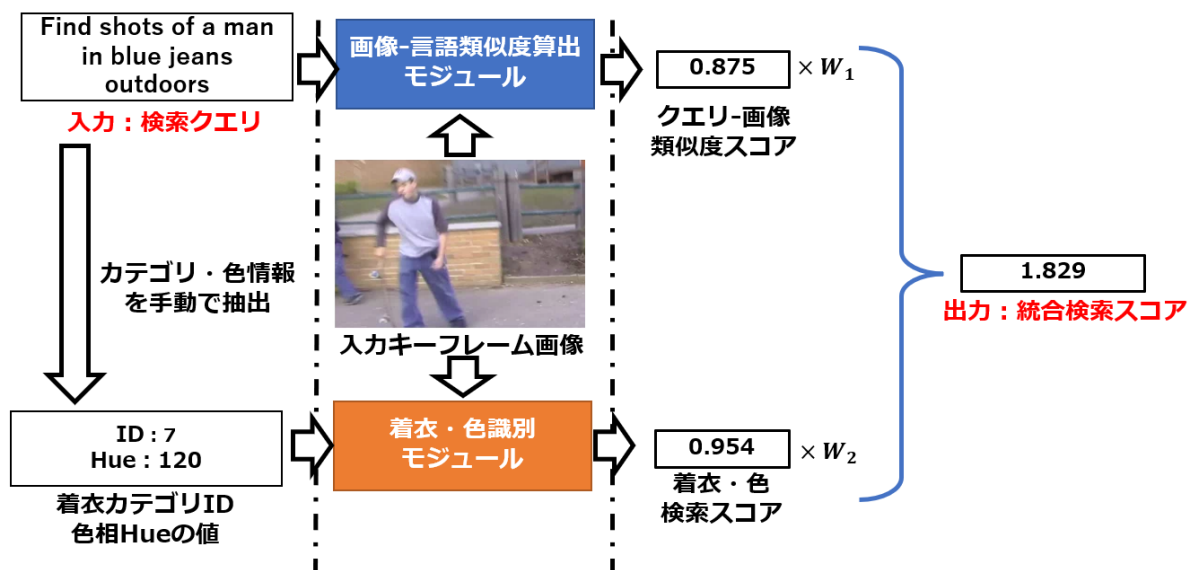 Find shots of a man
in blue jeans
outdoors
入力：検索クエリ
画像-言語類似度算出
モジュール
0.875
× W₁
クエリ-画像
類似度スコア
カテゴリ・色情報
を手動で抽出
入力キーフレーム画像
1.829
出力：統合検索スコア
ID : 7
Hue : 120
着衣カテゴリID
色相Hueの値
着衣・色識別
モジュール
0.954
× W₂
着衣・色
検索スコア